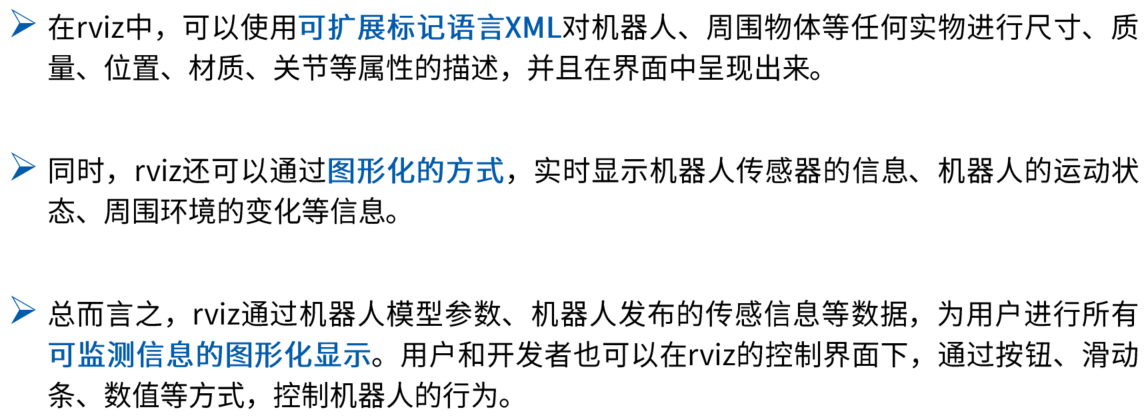 在rviz中，可以使用可扩展标记语言XML对机器人、周围物体等任何实物进行尺寸、质
量、位置、材质、关节等属性的描述，并且在界面中呈现出来。
同时，rviz还可以通过图形化的方式，实时显示机器人传感器的信息、机器人的运动状
态、周围环境的变化等信息。
总而言之，rviz通过机器人模型参数、机器人发布的传感信息等数据，为用户进行所有
可监测信息的图形化显示。用户和开发者也可以在rviz的控制界面下，通过按钮、滑动
条、数值等方式，控制机器人的行为。